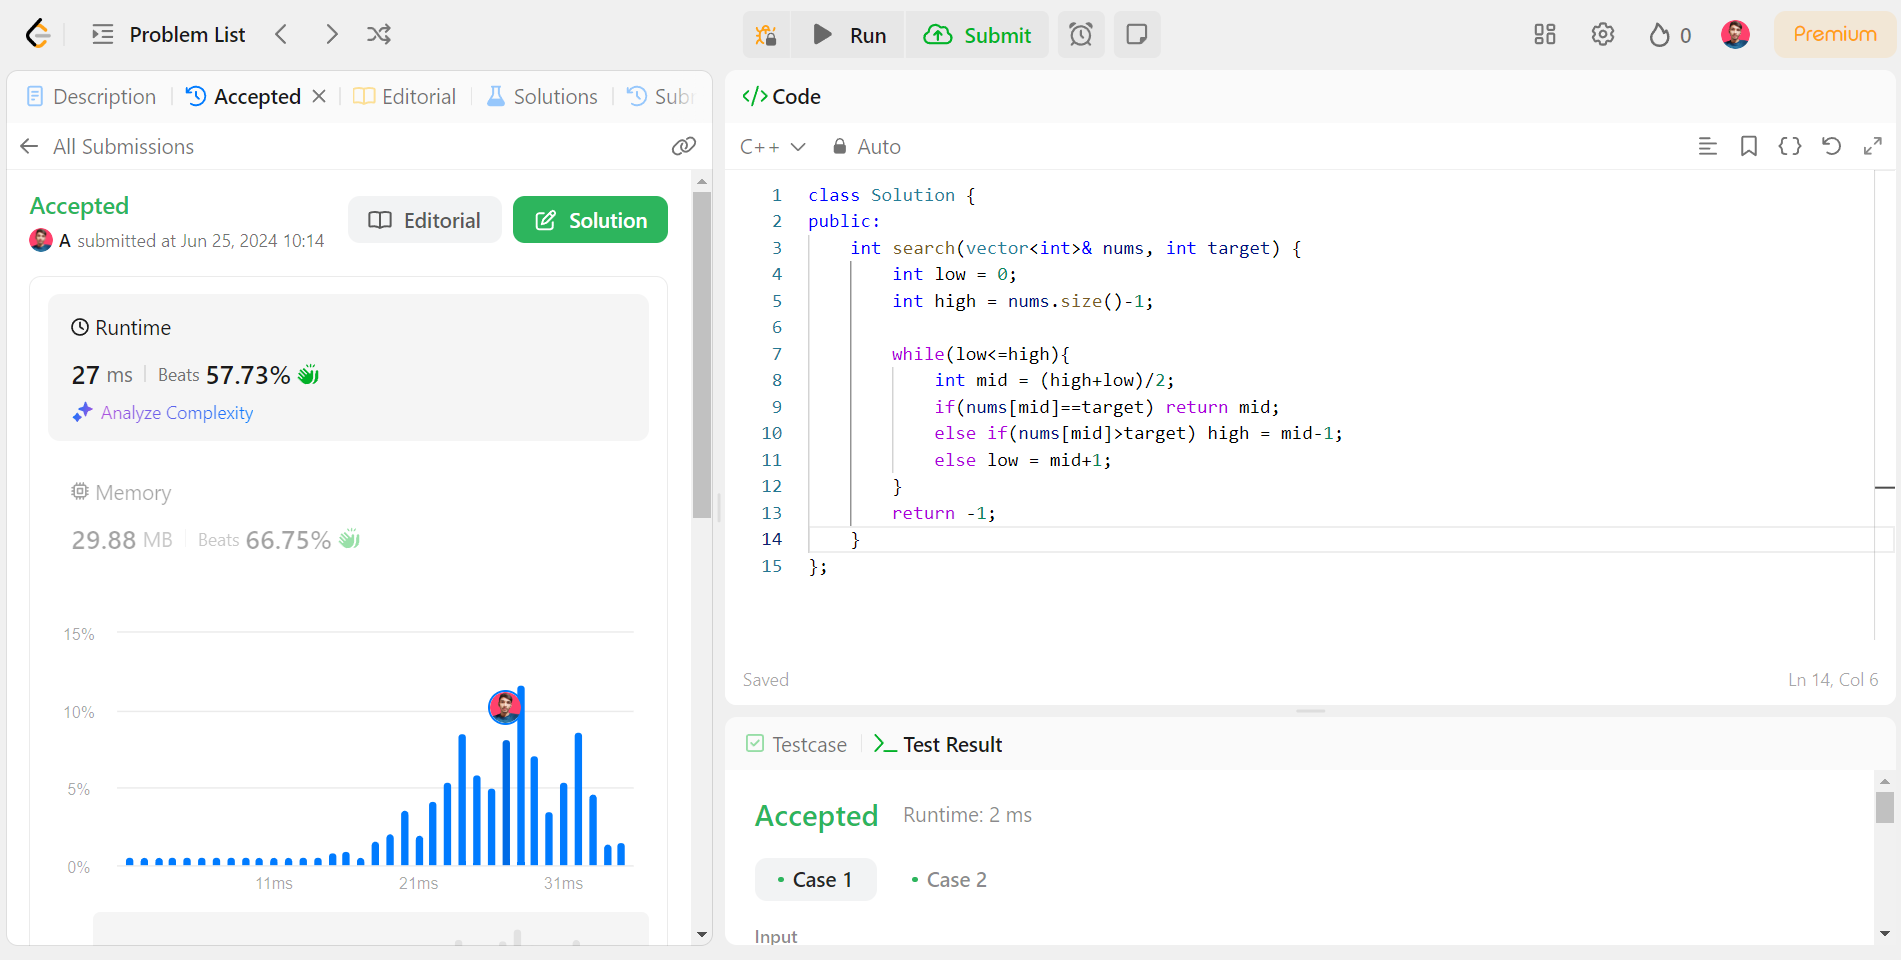 Problem List
Run
Submit
0
Premium
Description
Accepted
Editorial
Solutions
All Submissions
Accepted
A submitted at Jun 25, 2024 10:14
Editorial
Solution
Runtime
27 ms
Beats 57.73%
Analyze Complexity
Memory
29.88 MB
Beats 66.75%
15%
10%
5%
0%
11ms
21ms
31ms
</> Code
C++
Auto
1 class Solution {
2 public:
3     int search(vector<int>& nums, int target) {
4         int low = 0;
5         int high = nums.size()-1;
6
7         while(low<=high){
8             int mid = (high+low)/2;
9             if(nums[mid]==target) return mid;
10             else if(nums[mid]>target) high = mid-1;
11             else low = mid+1;
12         }
13         return -1;
14     }
15 };
Saved
Ln 14, Col 6
Testcase
Test Result
Accepted
Runtime: 2 ms
• Case 1
• Case 2
Input